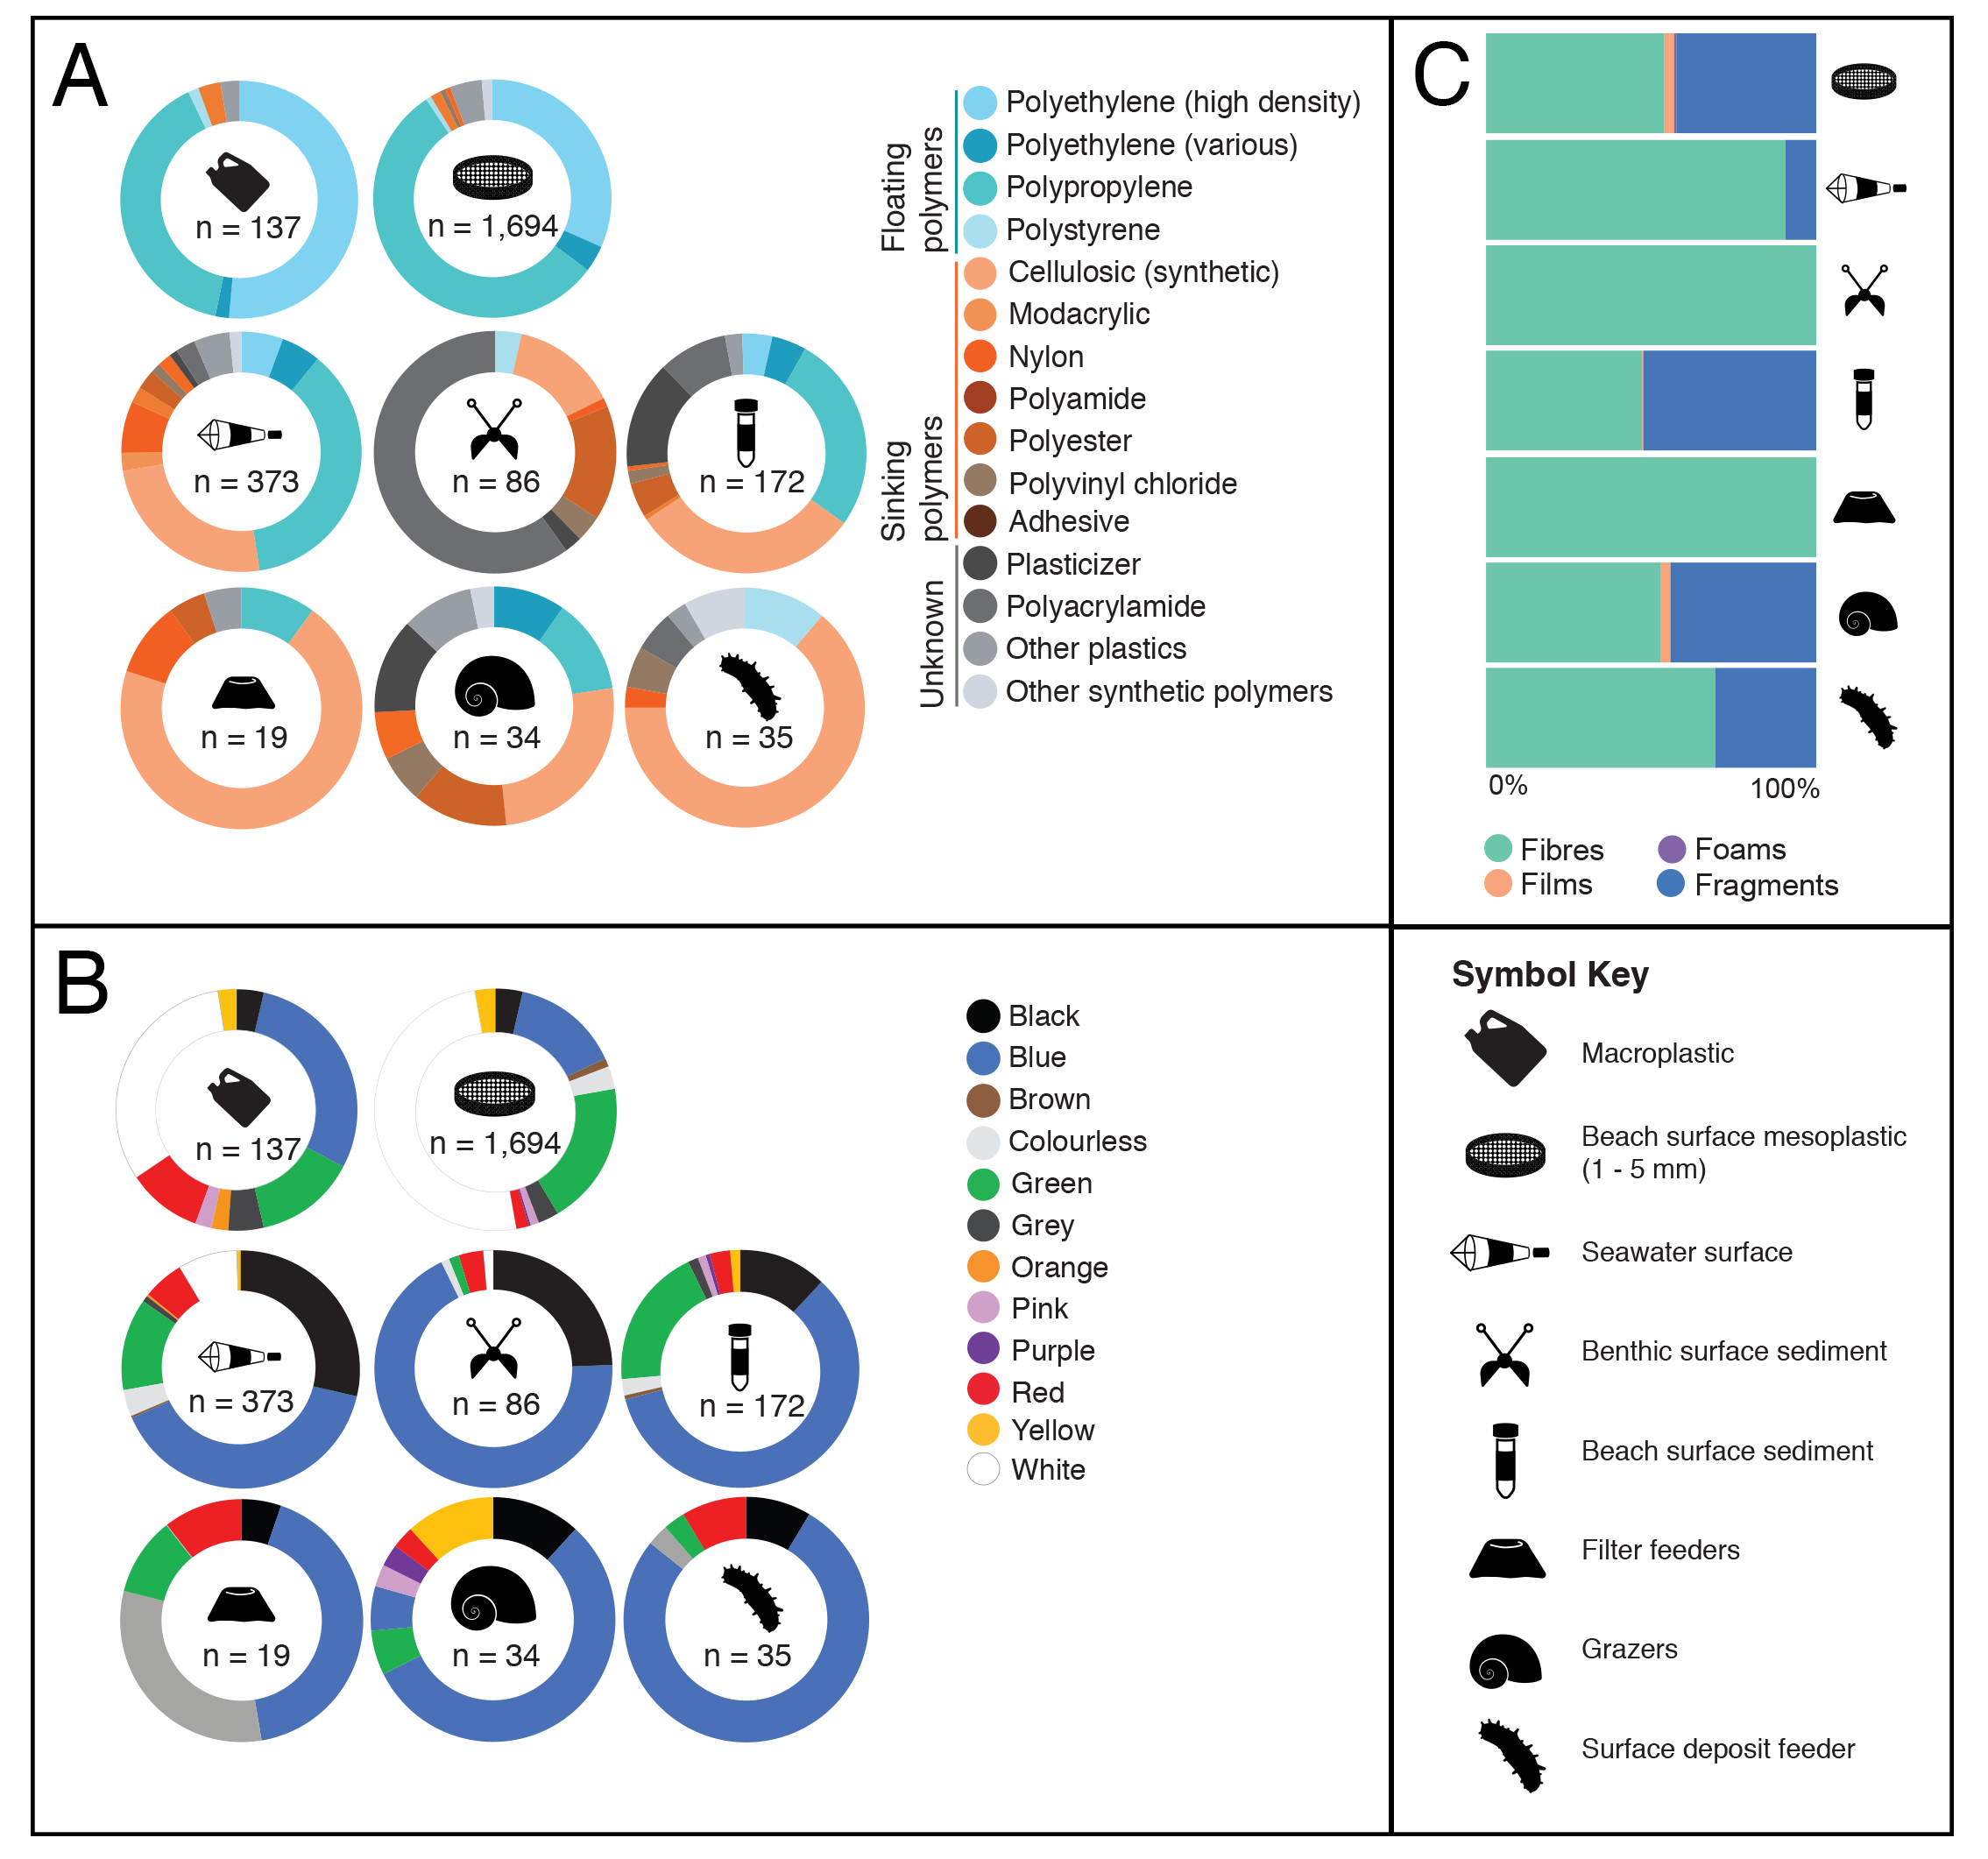 A
n = 137
n = 1,694
n = 373
n = 86
n = 172
n = 19
n = 34
n = 35
Floating
polymers
Polyethylene (high density)
Polyethylene (various)
Polypropylene
Polystyrene
Sinking
polymers
Cellulosic (synthetic)
Modacrylic
Nylon
Polyamide
Polyester
Polyvinyl chloride
Adhesive
Unknown
Plasticizer
Polyacrylamide
Other plastics
Other synthetic polymers
C
0%
100%
Fibres
Foams
Films
Fragments
B
n = 137
n = 1,694
n = 373
n = 86
n = 172
n = 19
n = 34
n = 35
Black
Blue
Brown
Colourless
Green
Grey
Orange
Pink
Purple
Red
Yellow
White
Symbol Key
Macroplastic
Beach surface mesoplastic
(1 - 5 mm)
Seawater surface
Benthic surface sediment
Beach surface sediment
Filter feeders
Grazers
Surface deposit feeder